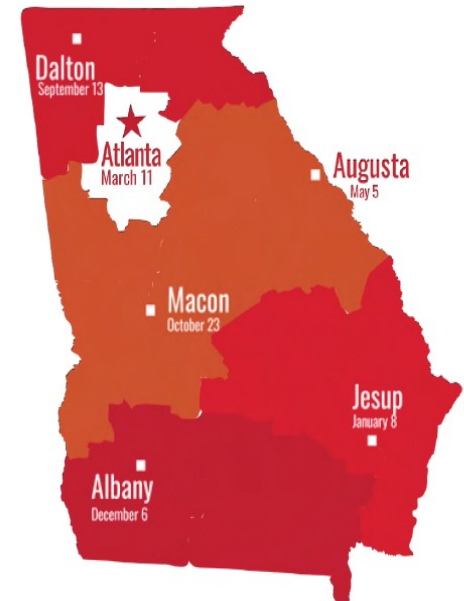 Dalton
September 13
Atlanta
March 11
Augusta
May 5
Macon
October 23
Jesup
January 8
Albany
December 6